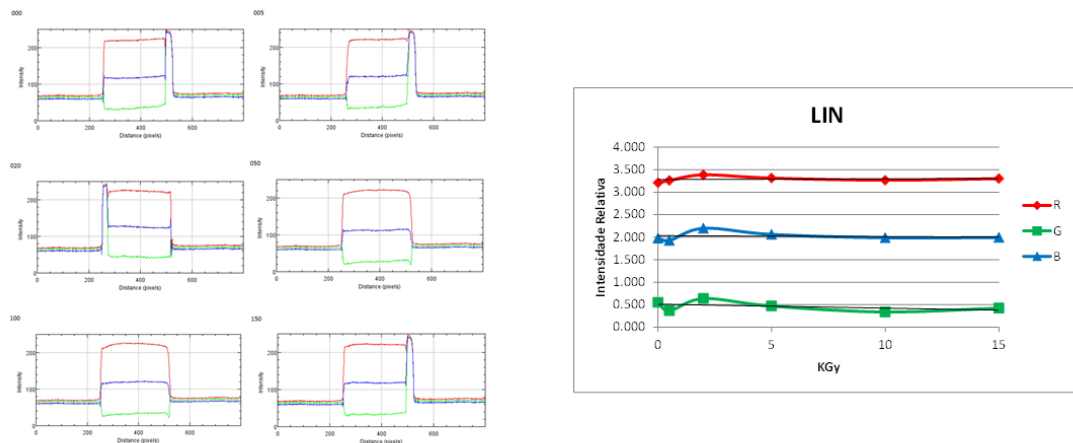 000
200
100
0
Intensity
0 200 400 600
Distance (pixels)
005
200
100
0
Intensity
0 200 400 600
Distance (pixels)
020
200
100
0
Intensity
0 200 400 600
Distance (pixels)
050
200
100
0
Intensity
0 200 400 600
Distance (pixels)
100
200
100
0
Intensity
0 200 400 600
Distance (pixels)
150
200
100
0
Intensity
0 200 400 600
Distance (pixels)
LIN
4.000
3.500
3.000
2.500
2.000
1.500
1.000
0.500
0.000
Intensidade Relativa
0 5 10 15
KGy
R
G
B